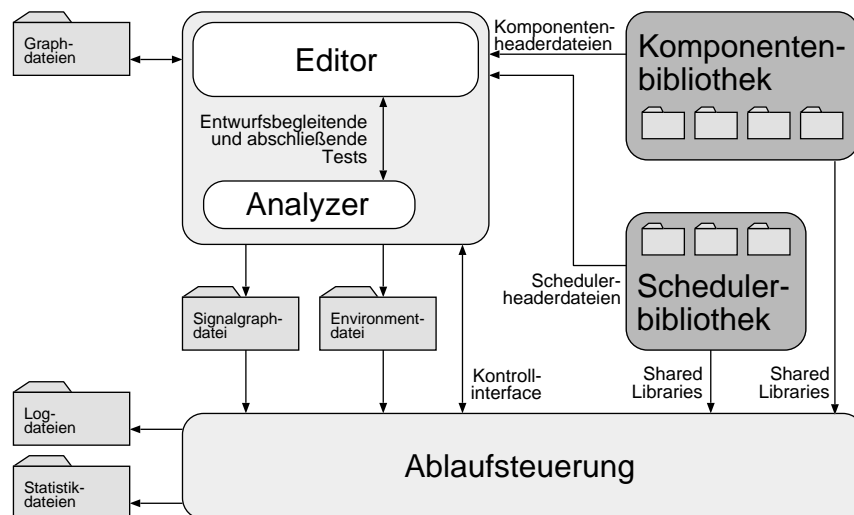 Graph-
dateien
Editor
Komponenten-
headerdateien
Komponenten-
bibliothek
Entwurfsbegleitende
und abschließende
Tests
Analyzer
Scheduler-
headerdateien
Scheduler-
bibliothek
Signalgraph-
datei
Environment-
datei
Kontroll-
interface
Shared
Libraries
Shared
Libraries
Log-
dateien
Statistik-
dateien
Ablaufsteuerung